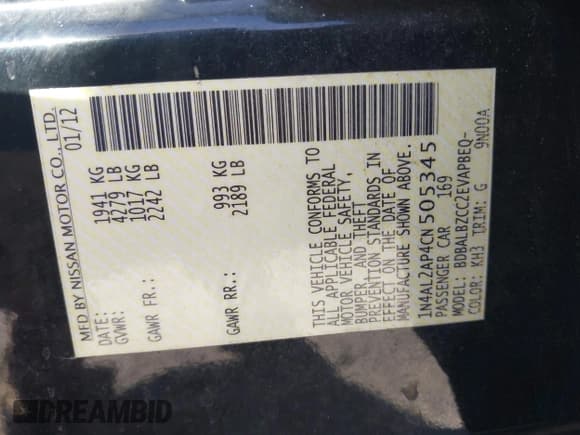 MFD BY NISSAN MOTOR CO., LTD.
DATE: 01/12
GVWR: 1941 KG
4279 LB
GAWR FR.: 1017 KG
2242 LB
GAWR RR.: 993 KG
2189 LB
THIS VEHICLE CONFORMS TO
ALL APPLICABLE FEDERAL
MOTOR VEHICLE SAFETY,
BUMPER, AND THEFT
PREVENTION STANDARDS IN
EFFECT ON THE DATE OF
MANUFACTURE SHOWN ABOVE.
1N4AL2AP4CN505345
PASSENGER CAR 169
MODEL: BDBALBZCC2EVAPBEQ-
COLOR: KH3 TRIM: G 9N00A
DREAMBID